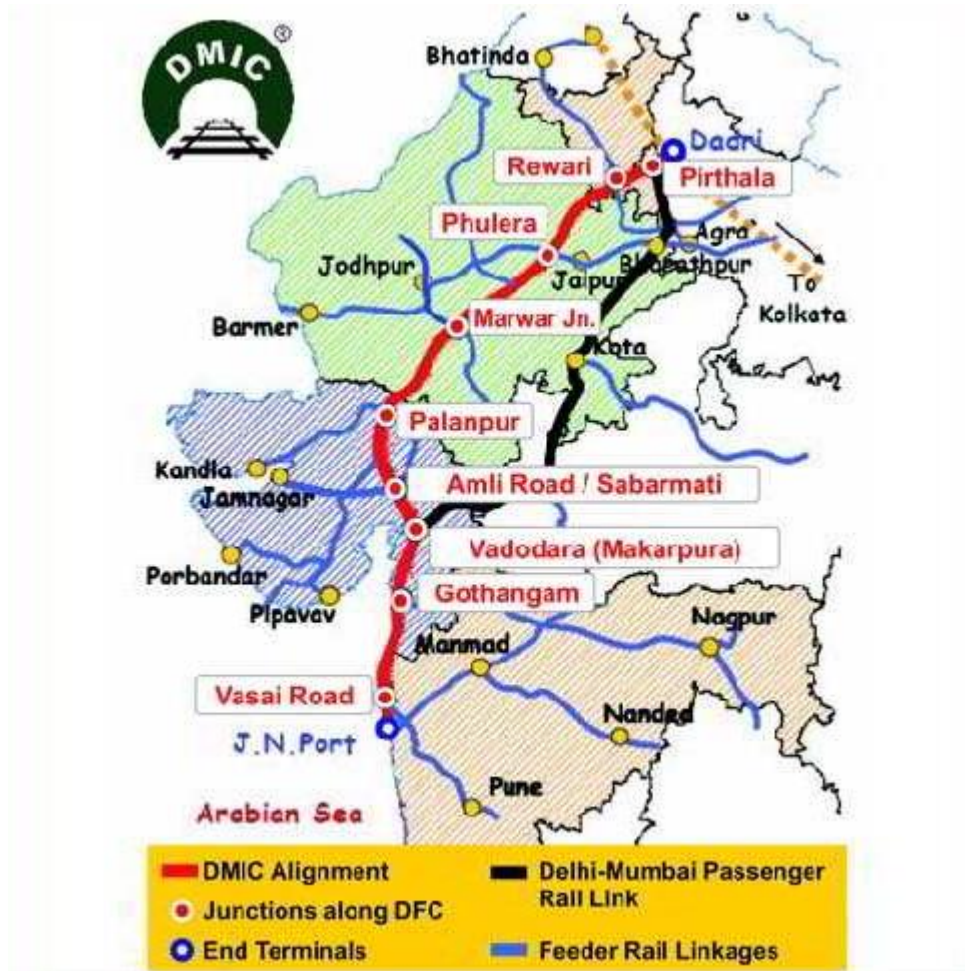 DMIC
®
Bhatinda
Dadri
Rewari
Pirthala
Phulera
Agra
Jodhpur
Jaipur
Bharathpur
To
Kolkata
Barmer
Marwar Jn.
Kota
Palanpur
Kandla
Jamnagar
Amli Road / Sabarmati
Vadodara (Makarpura)
Porbandar
Pipavav
Gothangam
Nagpur
Manmad
Vasai Road
Nanded
J.N.Port
Pune
Arabian Sea
DMIC Alignment
Delhi-Mumbai Passenger
Rail Link
Junctions along DFC
End Terminals
Feeder Rail Linkages